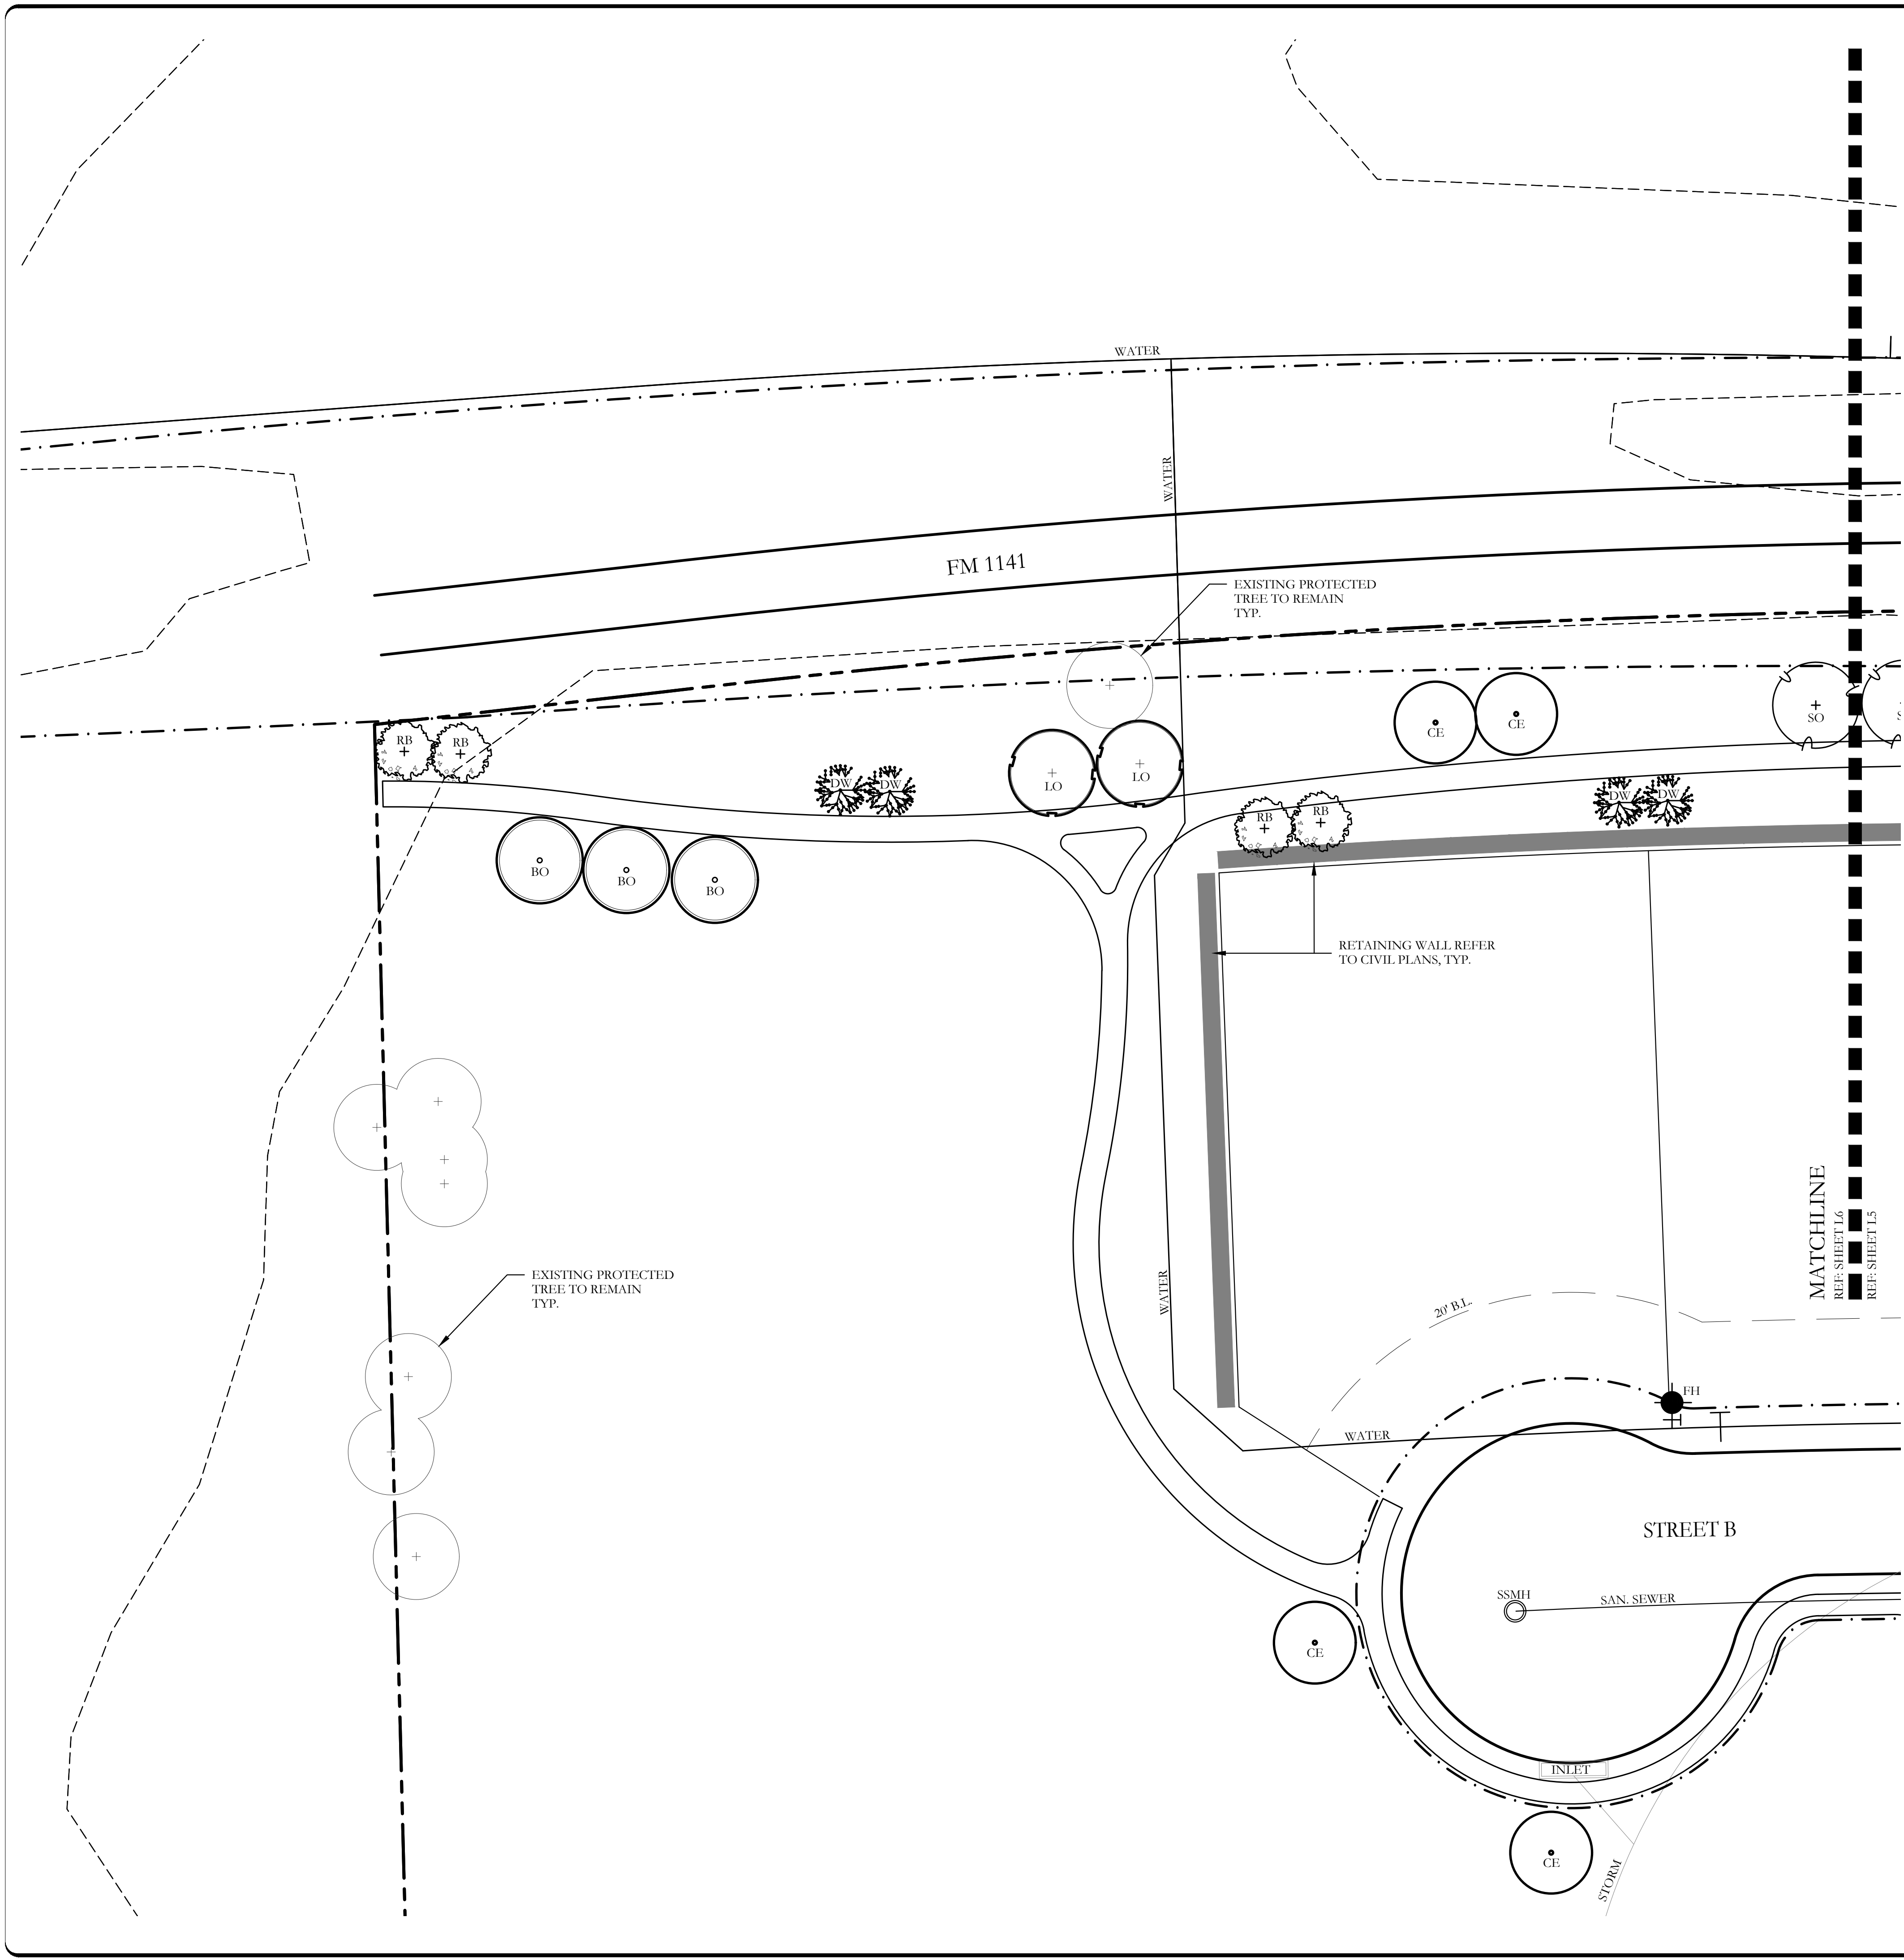 WATER
WATER
FM 1141
EXISTING PROTECTED
TREE TO REMAIN
TYP.
RB
RB
DW
DW
LO
LO
CE
CE
SO
S
DW
DW
RB
RB
BO
BO
BO
RETAINING WALL REFER
TO CIVIL PLANS, TYP.
MATCHLINE
REF: SHEET L6
REF: SHEET L5
EXISTING PROTECTED
TREE TO REMAIN
TYP.
WATER
20' B.L.
FH
WATER
STREET B
SSMH
SAN. SEWER
CE
INLET
CE
STORM